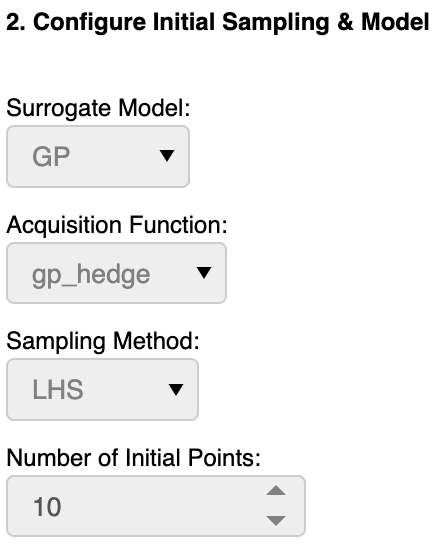 2. Configure Initial Sampling & Model
Surrogate Model:
GP
Acquisition Function:
gp_hedge
Sampling Method:
LHS
Number of Initial Points:
10